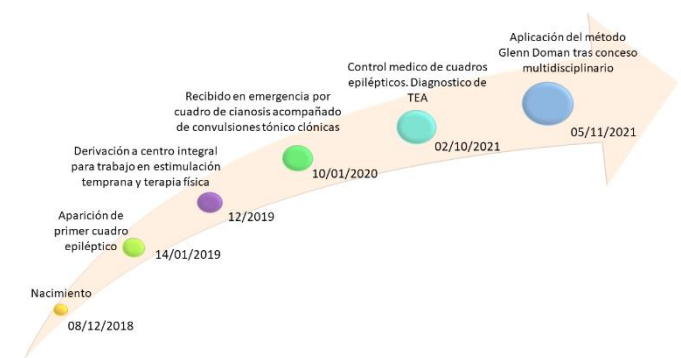 Nacimiento
08/12/2018
Aparición de
primer cuadro
epiléptico
14/01/2019
Derivación a centro integral
para trabajo en estimulación
temprana y terapia física
12/2019
Recibido en emergencia por
cuadro de cianosis acompañado
de convulsiones tónico clónicas
10/01/2020
Control medico de cuadros
epilépticos. Diagnostico de
TEA
02/10/2021
Aplicación del método
Glenn Doman tras conceso
multidisciplinario
05/11/2021